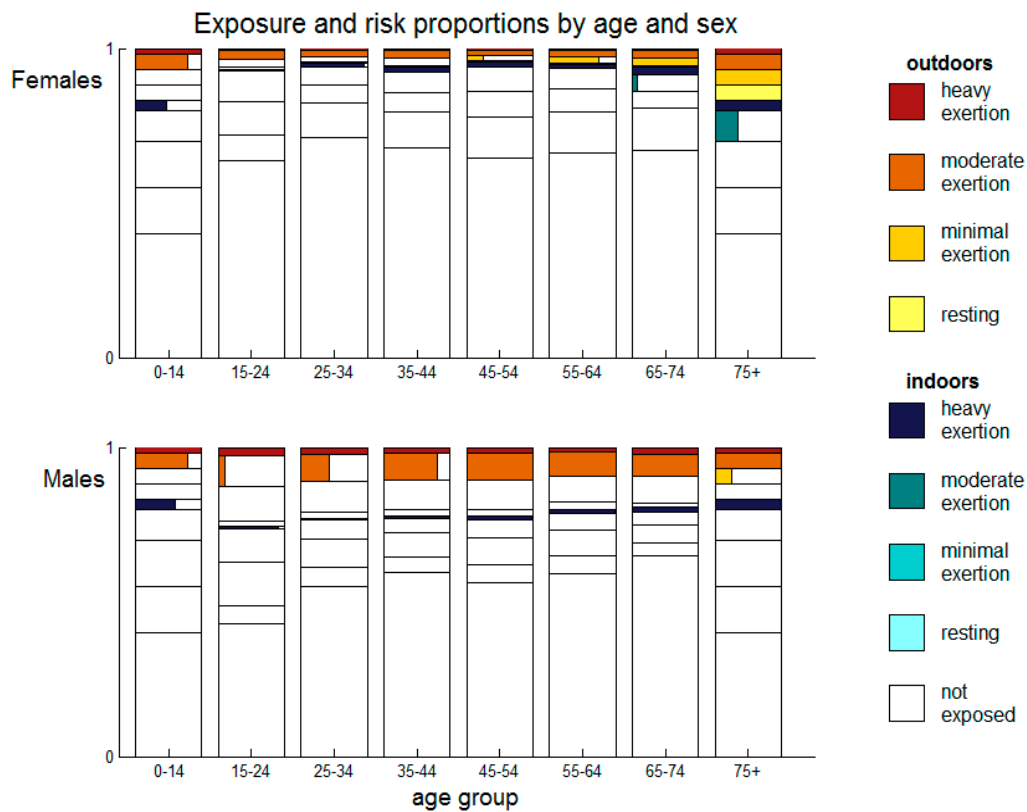 Exposure and risk proportions by age and sex
Females
1
0
0-14 15-24 25-34 35-44 45-54 55-64 65-74 75+
Males
1
0
0-14 15-24 25-34 35-44 45-54 55-64 65-74 75+
age group
outdoors
heavy
exertion
moderate
exertion
minimal
exertion
resting
indoors
heavy
exertion
moderate
exertion
minimal
exertion
resting
not
exposed